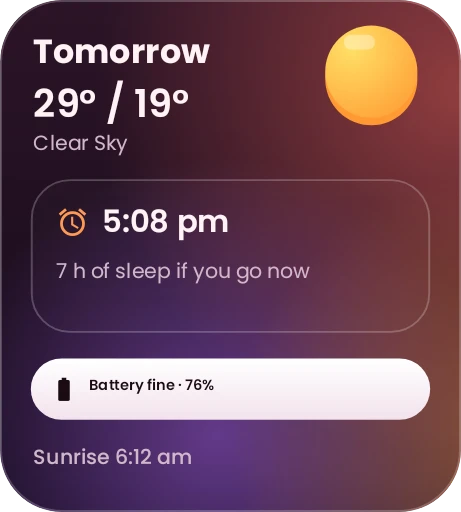 Tomorrow
29° / 19°
Clear Sky
5:08 pm
7 h of sleep if you go now
Battery fine · 76%
Sunrise 6:12 am